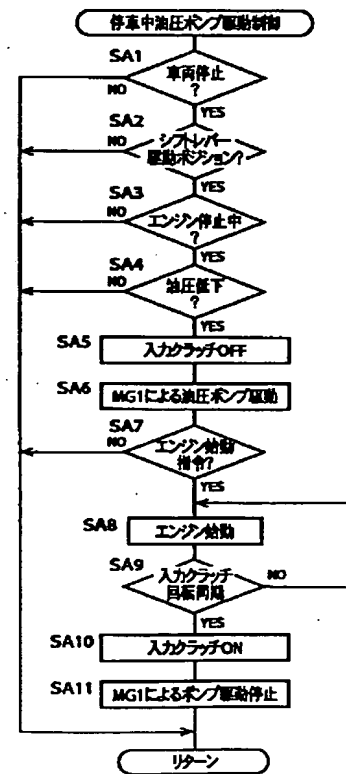 停車中油圧ポンプ駆動制御
SA1
車両停止
?
NO
YES
SA2
シフトレバー
駆動ポジション?
NO
YES
SA3
エンジン停止中
?
NO
YES
SA4
油圧低下
?
NO
YES
SA5
入力クラッチOFF
SA6
MG1による油圧ポンプ駆動
SA7
エンジン始動
指令?
NO
YES
SA8
エンジン始動
SA9
入力クラッチ
回転同期
NO
YES
SA10
入力クラッチON
SA11
MG1によるポンプ駆動停止
リターン